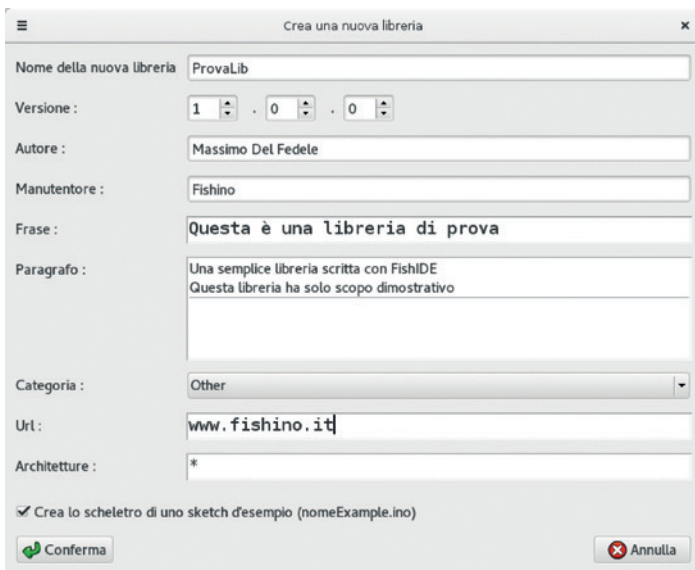 Crea una nuova libreria
Nome della nuova libreria ProvaLib
Versione : 1 . 0 . 0
Autore : Massimo Del Fedele
Manutentore : Fishino
Frase : Questa è una libreria di prova
Paragrafo : Una semplice libreria scritta con FishIDE
Questa libreria ha solo scopo dimostrativo
Categoria : Other
Url : www.fishino.it
Architetture : *
Crea lo scheletro di uno sketch d'esempio (nomeExample.ino)
Conferma Annulla